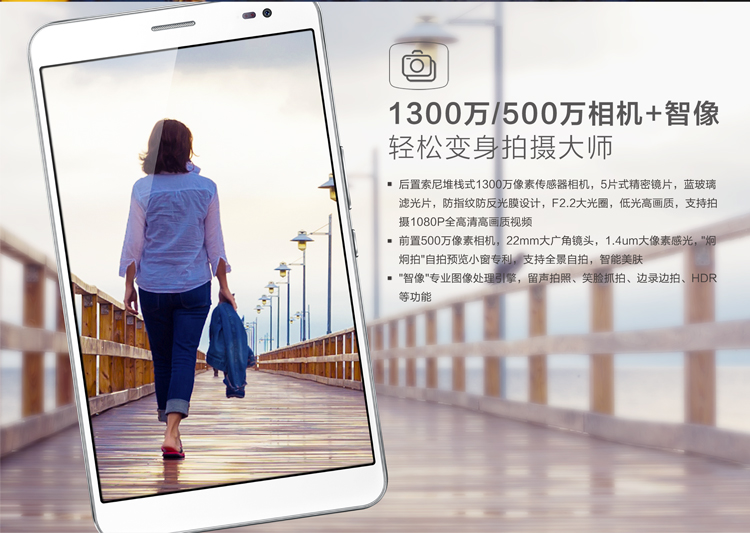 1300万/500万相机+智像
轻松变身拍摄大师
后置索尼堆栈式1300万像素传感器相机，5片式精密镜片，蓝玻璃
滤光片，防指纹防反光膜设计，F2.2大光圈，低光高画质，支持拍
摄1080P全高清高画质视频
前置500万像素相机，22mm大广角镜头，1.4um大像素感光，"炯
炯拍"自拍预览小窗专利，支持全景自拍，智能美肤
"智像"专业图像处理引擎，留声拍照、笑脸抓拍、边录边拍、HDR
等功能